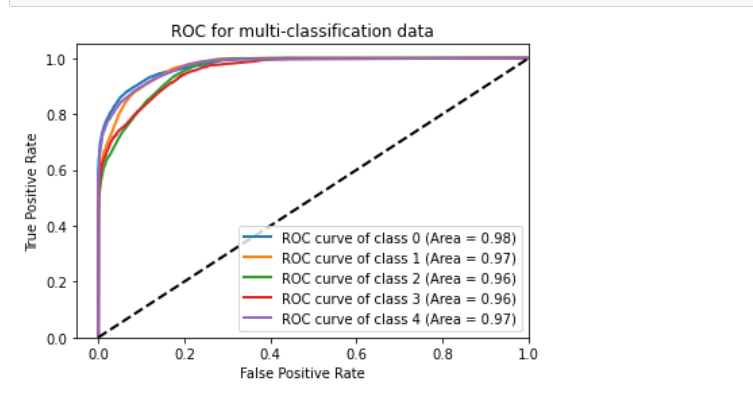 ROC for multi-classification data
1.0
0.8
0.6
0.4
0.2
0.0
True Positive Rate
ROC curve of class 0 (Area = 0.98)
ROC curve of class 1 (Area = 0.97)
ROC curve of class 2 (Area = 0.96)
ROC curve of class 3 (Area = 0.96)
ROC curve of class 4 (Area = 0.97)
0.0 0.2 0.4 0.6 0.8 1.0
False Positive Rate